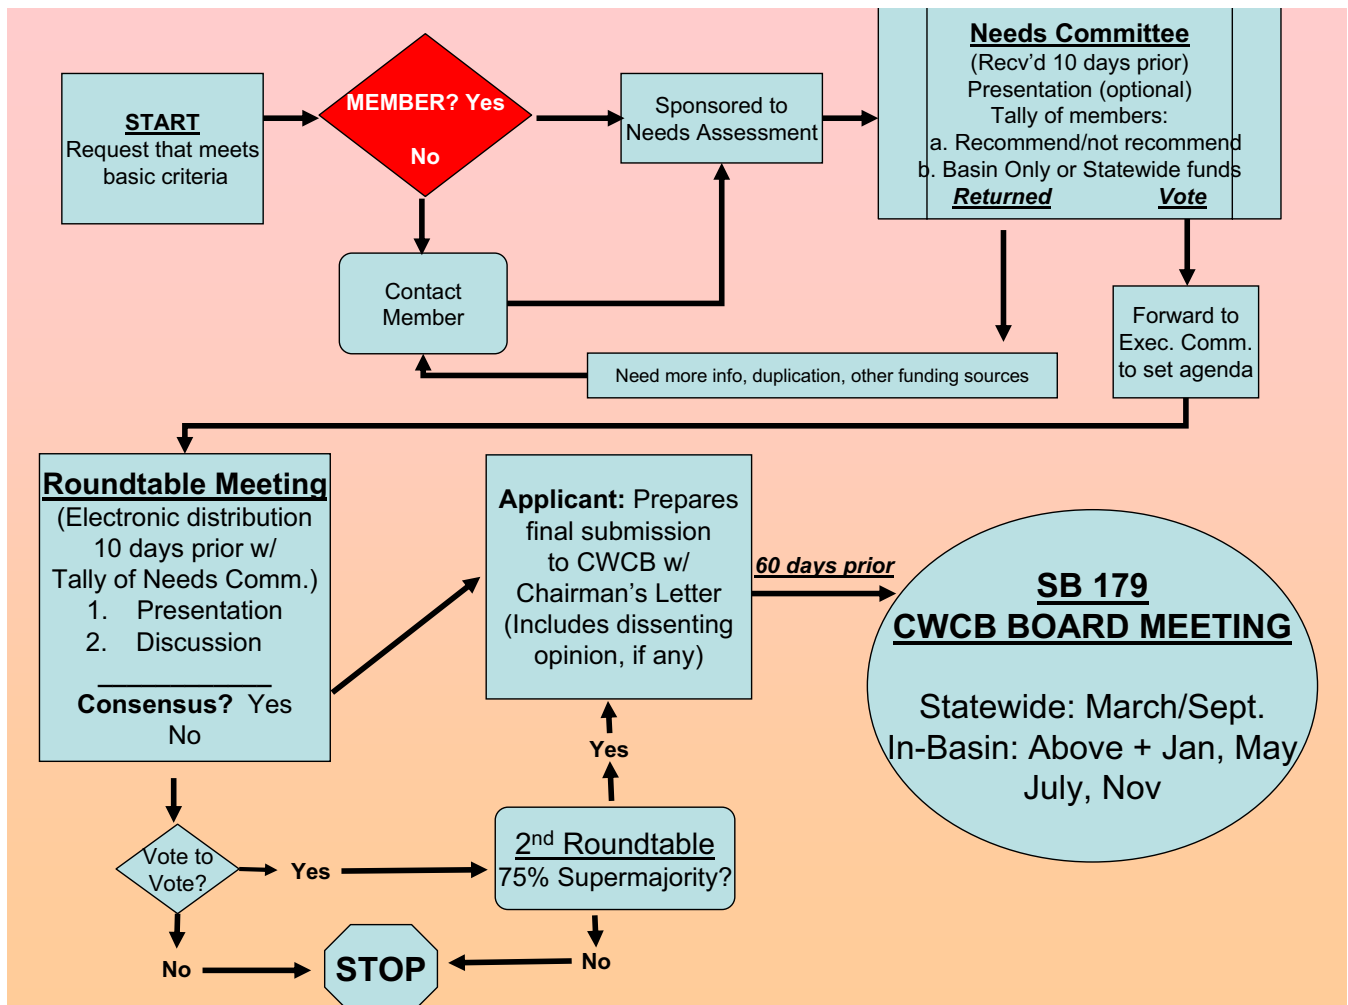 START
Request that meets
basic criteria
MEMBER? Yes
No
Sponsored to
Needs Assessment
Needs Committee
(Recv'd 10 days prior)
Presentation (optional)
Tally of members:
a. Recommend/not recommend
b. Basin Only or Statewide funds
Returned Vote
Contact
Member
Need more info, duplication, other funding sources
Forward to
Exec. Comm.
to set agenda
Roundtable Meeting
(Electronic distribution
10 days prior w/
Tally of Needs Comm.)
1. Presentation
2. Discussion
Consensus? Yes
No
Applicant: Prepares
final submission
to CWCB w/
Chairman's Letter
(Includes dissenting
opinion, if any)
60 days prior
SB 179
CWCB BOARD MEETING
Statewide: March/Sept.
In-Basin: Above + Jan, May
July, Nov
Yes
Vote to
Vote?
Yes
2nd Roundtable
75% Supermajority?
No
STOP
No